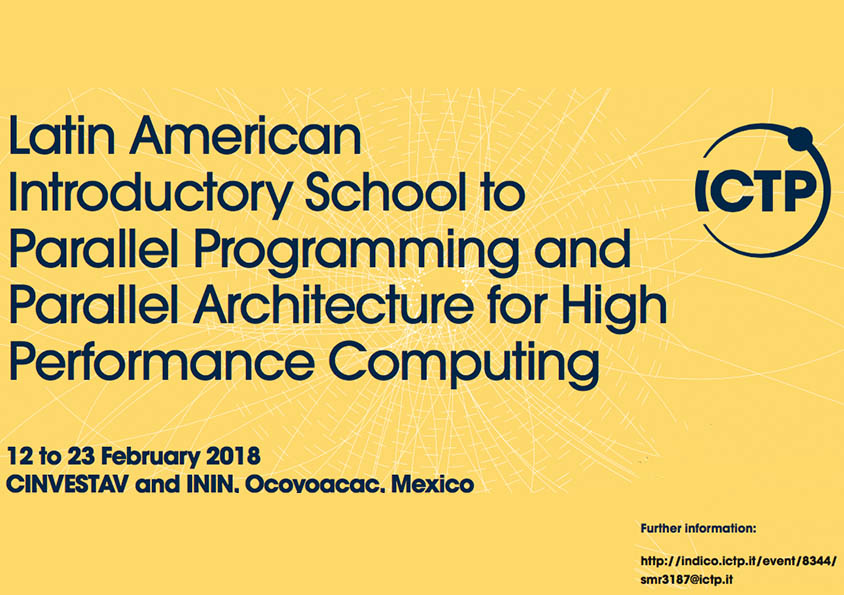 Latin American
Introductory School to
Parallel Programming and
Parallel Architecture for High
Performance Computing
ICTP
12 to 23 February 2018
CINVESTAV and ININ, Ocoyoacac, Mexico
Further information:
http://indico.ictp.it/event/8344/
smr3187@ictp.it